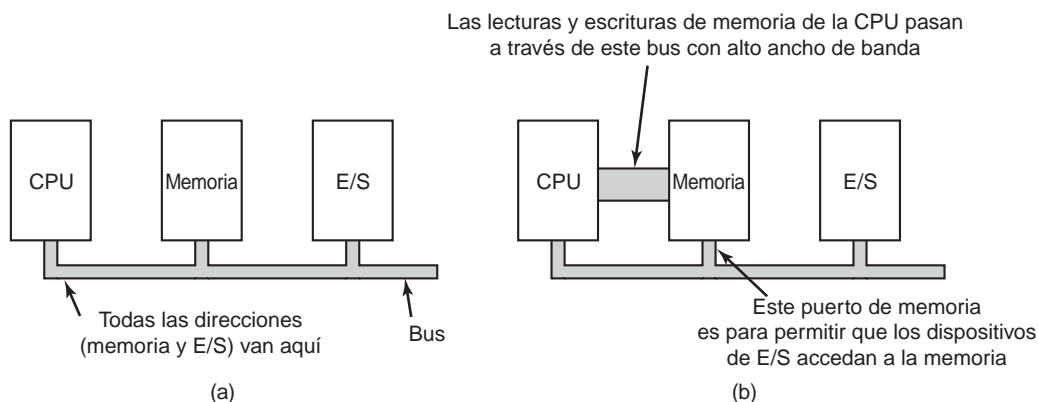 Las lecturas y escrituras de memoria de la CPU pasan
a través de este bus con alto ancho de banda
CPU
Memoria
E/S
CPU
Memoria
E/S
Todas las direcciones
(memoria y E/S) van aquí
Bus
Este puerto de memoria
es para permitir que los dispositivos
de E/S accedan a la memoria
(a)
(b)